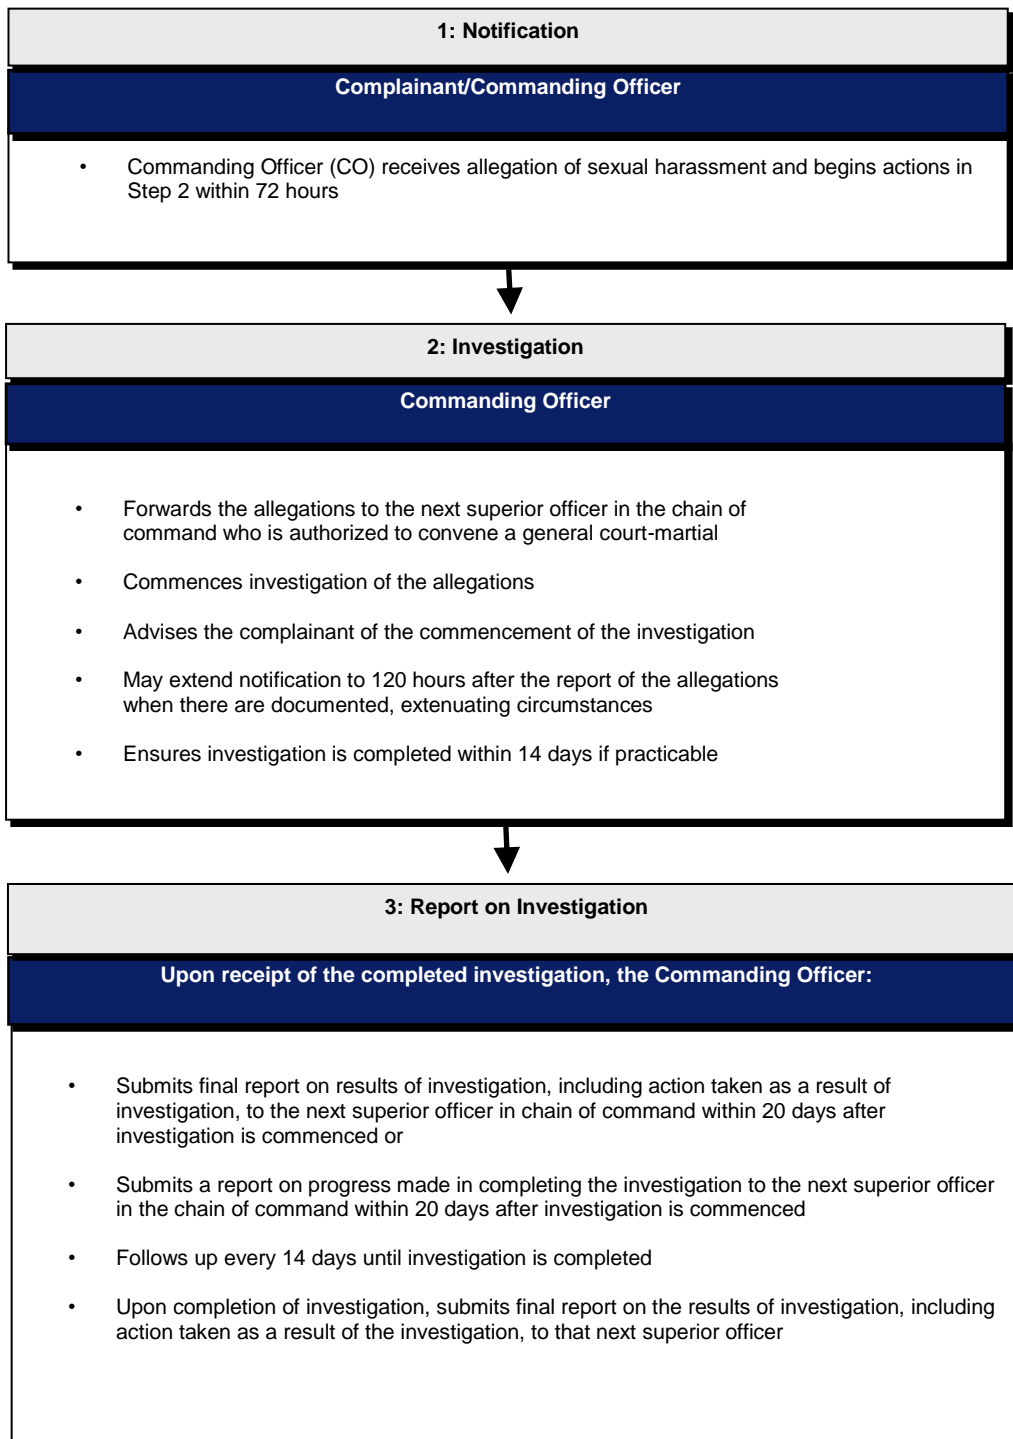 1: Notification
Complainant/Commanding Officer
• Commanding Officer (CO) receives allegation of sexual harassment and begins actions in
Step 2 within 72 hours
2: Investigation
Commanding Officer
• Forwards the allegations to the next superior officer in the chain of
command who is authorized to convene a general court-martial
• Commences investigation of the allegations
• Advises the complainant of the commencement of the investigation
• May extend notification to 120 hours after the report of the allegations
when there are documented, extenuating circumstances
• Ensures investigation is completed within 14 days if practicable
3: Report on Investigation
Upon receipt of the completed investigation, the Commanding Officer:
• Submits final report on results of investigation, including action taken as a result of
investigation, to the next superior officer in chain of command within 20 days after
investigation is commenced or
• Submits a report on progress made in completing the investigation to the next superior officer
in the chain of command within 20 days after investigation is commenced
• Follows up every 14 days until investigation is completed
• Upon completion of investigation, submits final report on the results of investigation, including
action taken as a result of the investigation, to that next superior officer